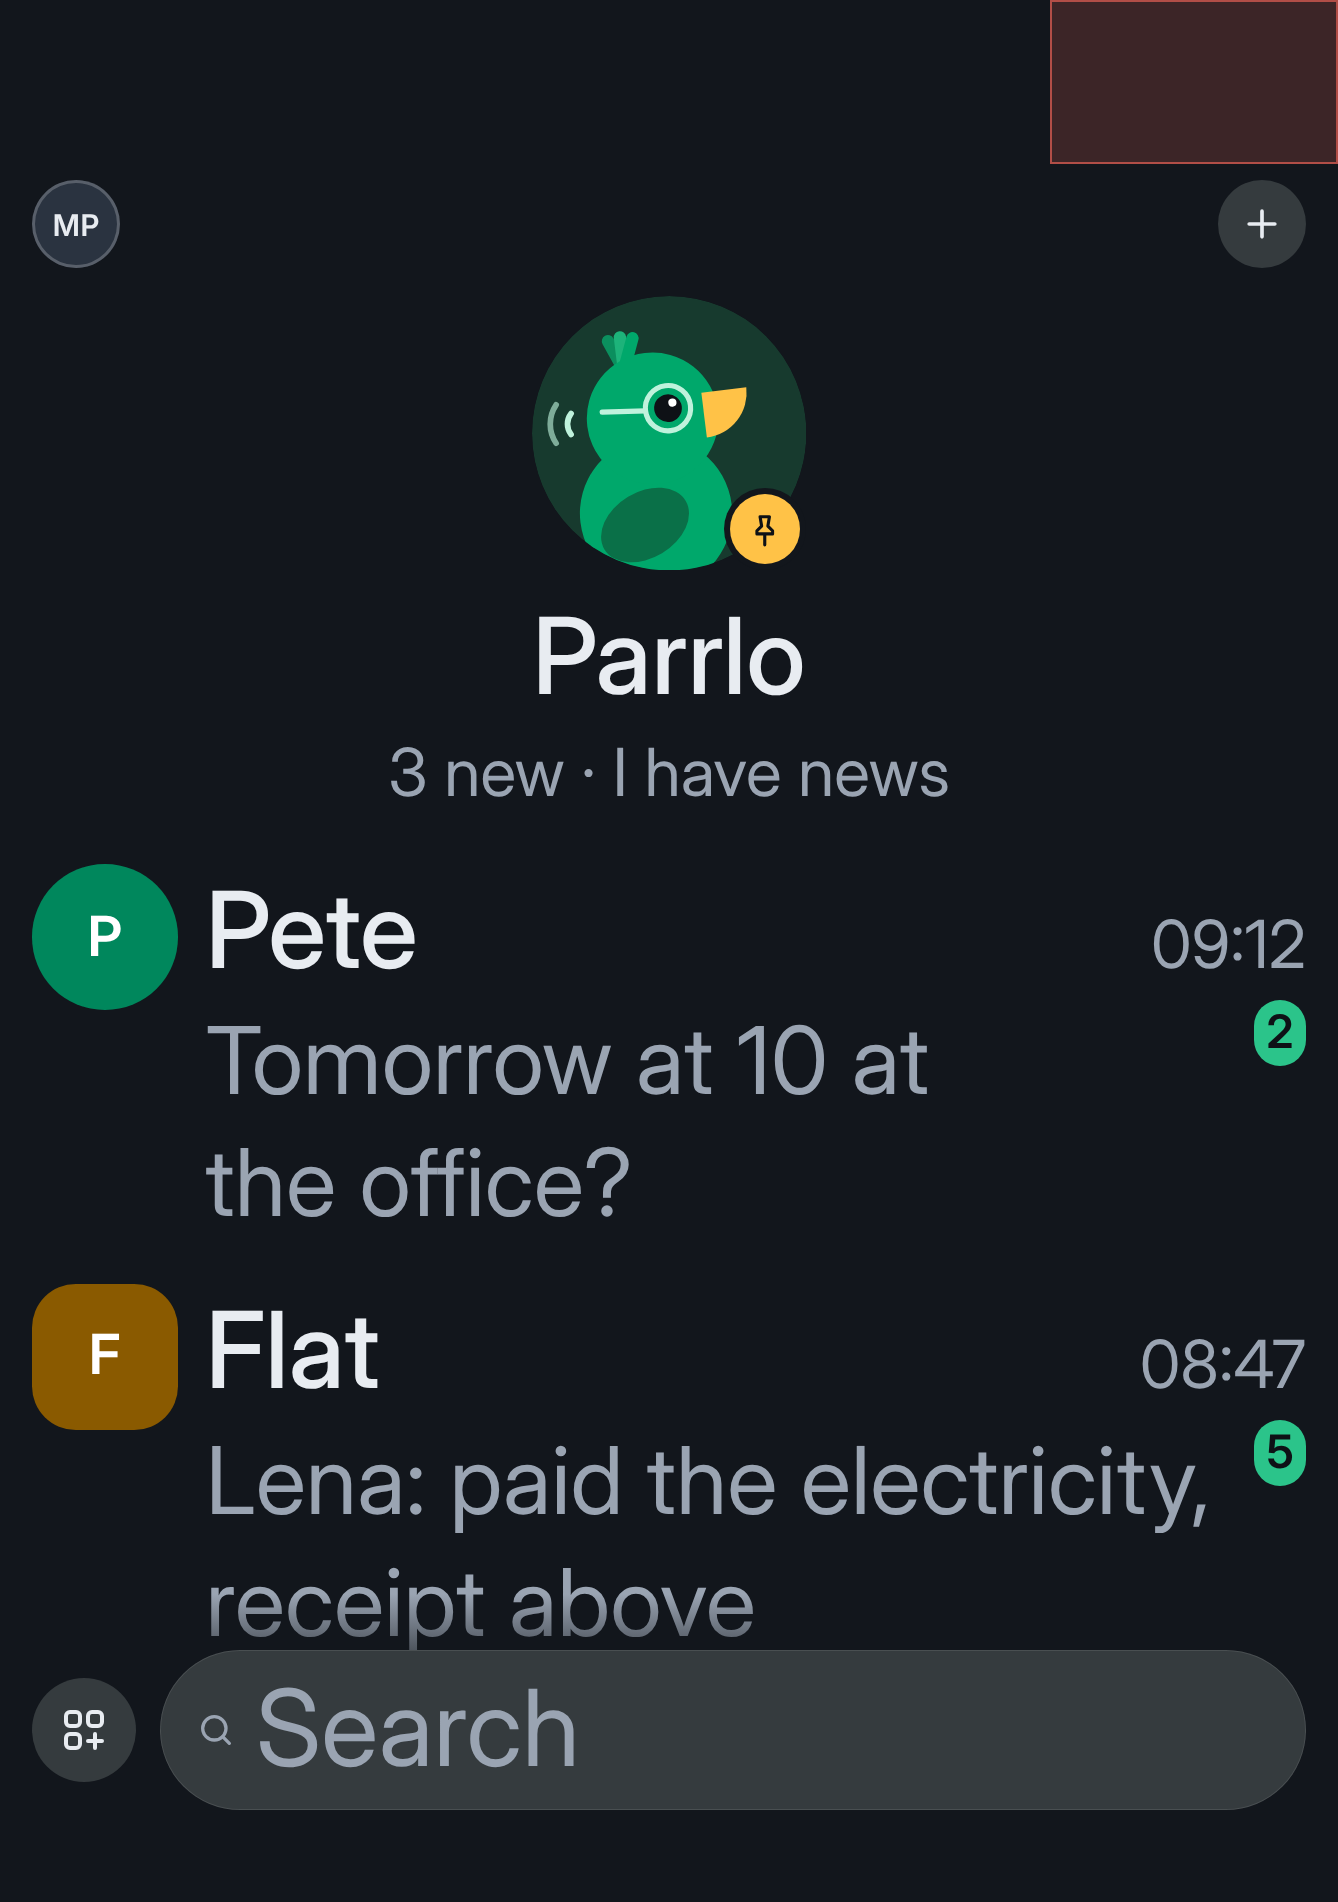 MP
Parrlo
3 new · I have news
P
Pete
09:12
Tomorrow at 10 at
2
the office?
F
Flat
08:47
Lena: paid the electricity,
5
receipt above
Search